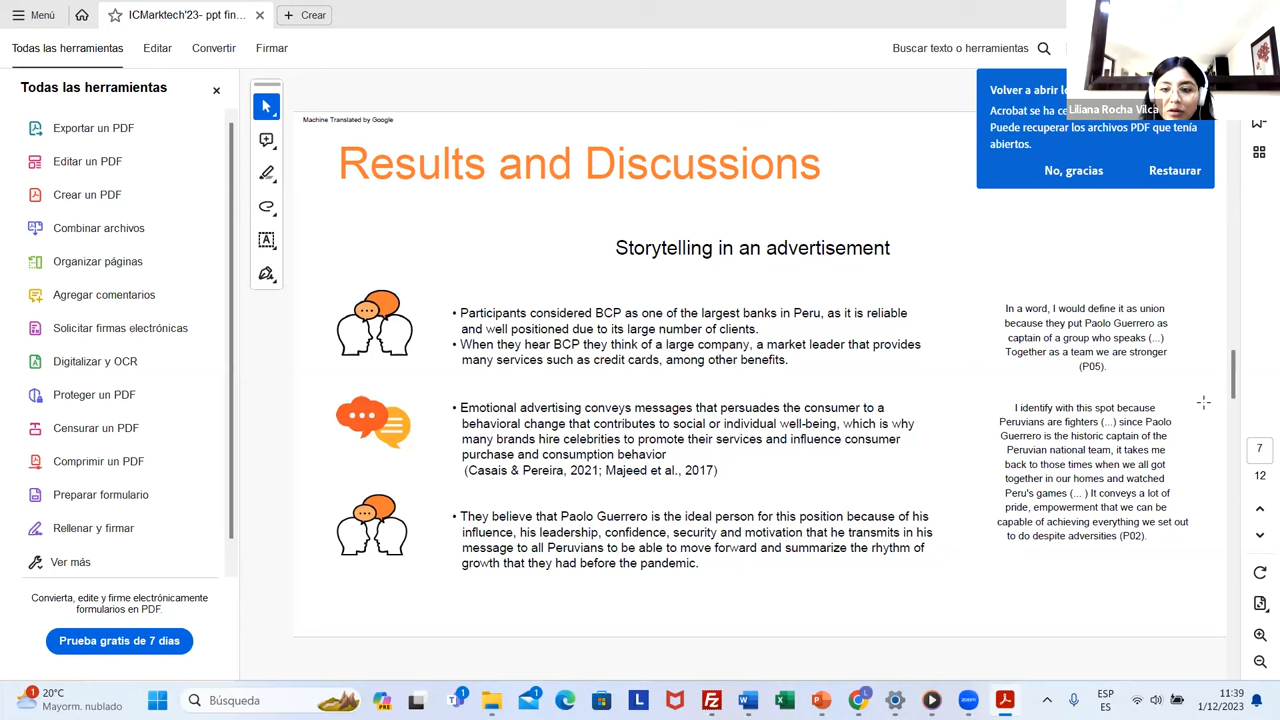 Menú
ICMarktech'23- ppt fin...
Crear
Todas las herramientas
Editar
Convertir
Firmar
Buscar texto o herramientas
Todas las herramientas
Exportar un PDF
Editar un PDF
Crear un PDF
Combinar archivos
Organizar páginas
Agregar comentarios
Solicitar firmas electrónicas
Digitalizar y OCR
Proteger un PDF
Censurar un PDF
Comprimir un PDF
Preparar formulario
Rellenar y firmar
Ver más
Convierta, edite y firme electrónicamente
formularios en PDF.
Prueba gratis de 7 dias
Machine Translated by Google
Results and Discussions
Storytelling in an advertisement
• Participants considered BCP as one of the largest banks in Peru, as it is reliable
and well positioned due to its large number of clients.
• When they hear BCP they think of a large company, a market leader that provides
many services such as credit cards, among other benefits.
• Emotional advertising conveys messages that persuades the consumer to a
behavioral change that contributes to social or individual well-being, which is why
many brands hire celebrities to promote their services and influence consumer
purchase and consumption behavior
(Casais & Pereira, 2021; Majeed et al., 2017)
• They believe that Paolo Guerrero is the ideal person for this position because of his
influence, his leadership, confidence, security and motivation that he transmits in his
message to all Peruvians to be able to move forward and summarize the rhythm of
growth that they had before the pandemic.
In a word, I would define it as union
because they put Paolo Guerrero as
captain of a group who speaks (...)
Together as a team we are stronger
(P05).
I identify with this spot because
Peruvians are fighters (...) since Paolo
Guerrero is the historic captain of the
Peruvian national team, it takes me
back to those times when we all got
together in our homes and watched
Peru's games (... ) It conveys a lot of
pride, empowerment that we can be
capable of achieving everything we set out
to do despite adversities (P02).
Volver a abrir
Acrobat se ha
Puede recuperar los archivos PDF que tenía
abiertos.
No, gracias
Restaurar
Liliana Rocha Vilca
7
12
1
20°C
Mayorm. nublado
Búsqueda
PRE
1
1
ESP
ES
11:39
1/12/2023